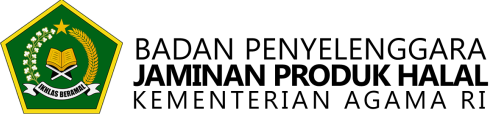 BADAN PENYELENGGARA
JAMINAN PRODUK HALAL
KEMENTERIAN AGAMA RI
IKHLAS BERAMAL